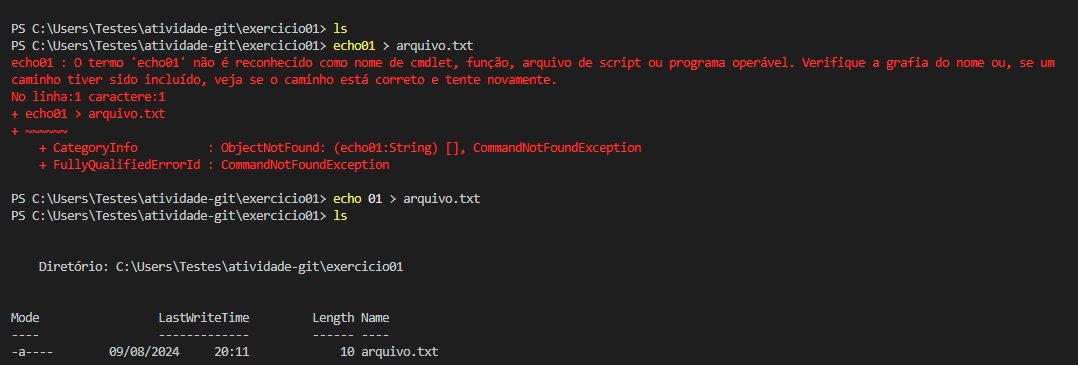 PS C:\Users\Testes\atividade-git\exercicio01> ls
PS C:\Users\Testes\atividade-git\exercicio01> echo01 > arquivo.txt
echo01 : O termo 'echo01' não é reconhecido como nome de cmdlet, função, arquivo de script ou programa operável. Verifique a grafia do nome ou, se um
caminho tiver sido incluído, veja se o caminho está correto e tente novamente.
No linha:1 caractere:1
+ echo01 > arquivo.txt
+ ~~~~~~
    + CategoryInfo          : ObjectNotFound: (echo01:String) [], CommandNotFoundException
    + FullyQualifiedErrorId : CommandNotFoundException
PS C:\Users\Testes\atividade-git\exercicio01> echo 01 > arquivo.txt
PS C:\Users\Testes\atividade-git\exercicio01> ls
    Diretório: C:\Users\Testes\atividade-git\exercicio01
Mode                 LastWriteTime         Length Name
----                 -------------         ------ ----
-a----        09/08/2024     20:11             10 arquivo.txt